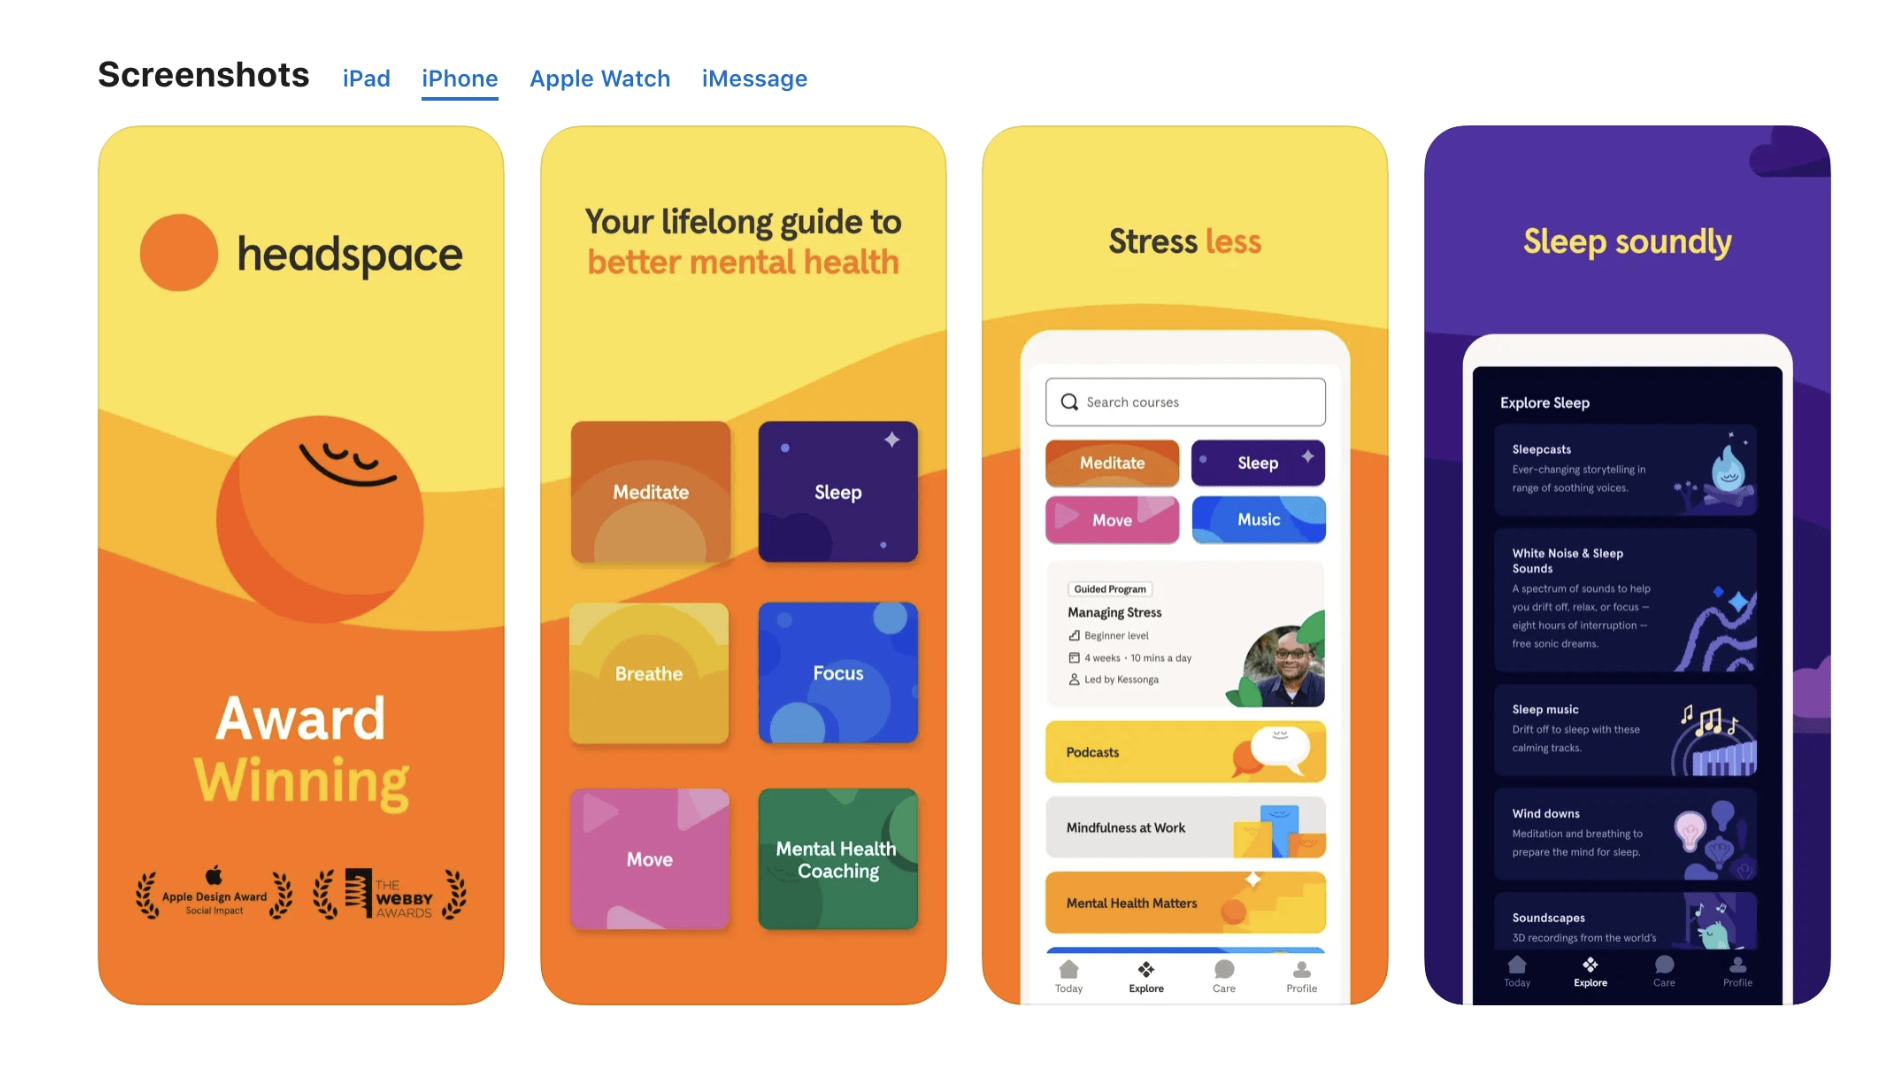 Screenshots iPad iPhone Apple Watch iMessage
headspace
Award
Winning
Apple Design Award
Social Impact
THE
WEBBY
AWARDS
Your lifelong guide to
better mental health
Meditate
Sleep
Breathe
Focus
Move
Mental Health
Coaching
Stress less
Search courses
Meditate
Sleep
Move
Music
Guided Program
Managing Stress
Beginner level
4 weeks • 10 mins a day
Led by Kessonga
Podcasts
Mindfulness at Work
Mental Health Matters
Today
Explore
Care
Profile
Sleep soundly
Explore Sleep
Sleepcasts
Ever-changing storytelling in
range of soothing voices.
White Noise & Sleep
Sounds
A spectrum of sounds to help
you drift off, relax, or focus —
eight hours of interruption —
free sonic dreams.
Sleep music
Drift off to sleep with these
calming tracks.
Wind downs
Meditation and breathing to
prepare the mind for sleep.
Soundscapes
3D recordings from the world's
Today
Explore
Care
Profile